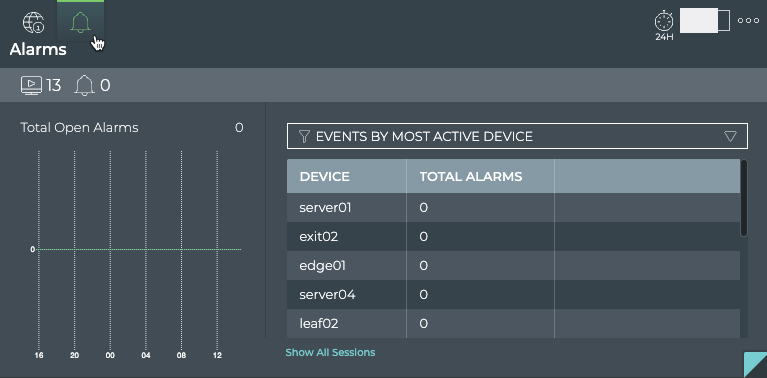 1
24H
Alarms
13 0
Total Open Alarms 0
EVENTS BY MOST ACTIVE DEVICE
DEVICE TOTAL ALARMS
server01 0
exit02 0
edge01 0
server04 0
leaf02 0
0
16 20 00 04 08 12
Show All Sessions